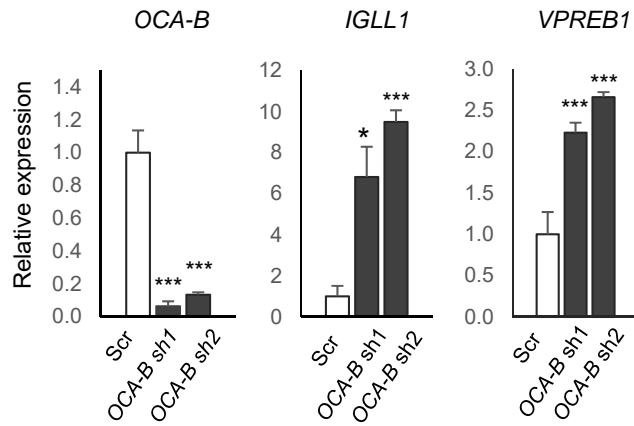 OCA-B
IGLL1
VPREB1
Relative expression
1.4
1.2
1.0
0.8
0.6
0.4
0.2
0.0
***
***
Scr
OCA-B sh1
OCA-B sh2
12
10
8
6
4
2
0
*
***
Scr
OCA-B sh1
OCA-B sh2
3.0
2.5
2.0
1.5
1.0
0.5
0.0
***
***
Scr
OCA-B sh1
OCA-B sh2